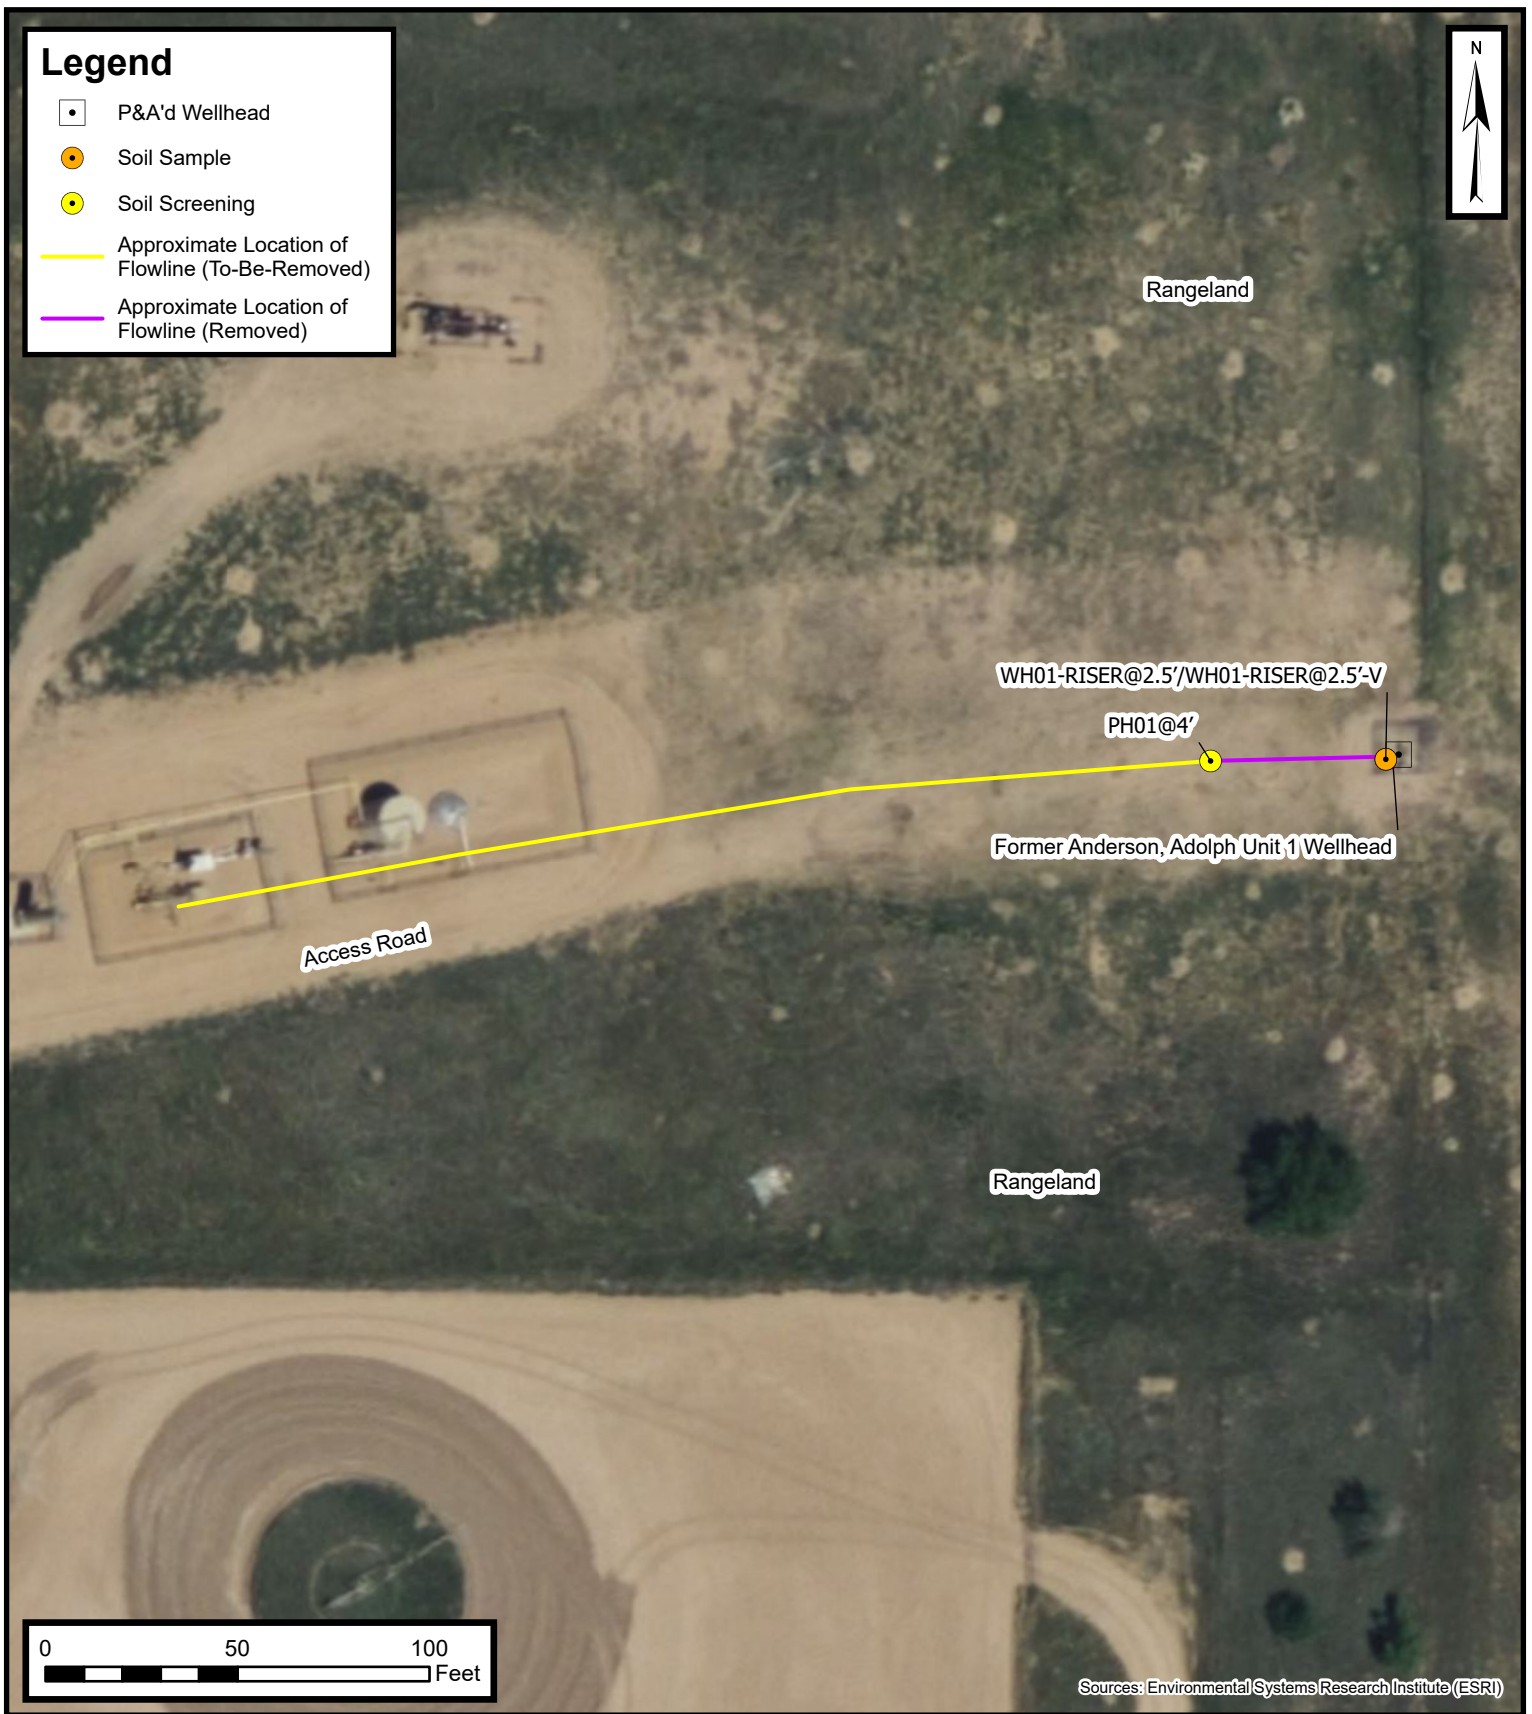 Legend
P&A'd Wellhead
Soil Sample
Soil Screening
Approximate Location of
Flowline (To-Be-Removed)
Approximate Location of
Flowline (Removed)
N
Rangeland
WH01-RISER@2.5'/WH01-RISER@2.5'-V
PH01@4'
Former Anderson, Adolph Unit 1 Wellhead
Access Road
Rangeland
0 50 100
Feet
Sources: Environmental Systems Research Institute (ESRI)